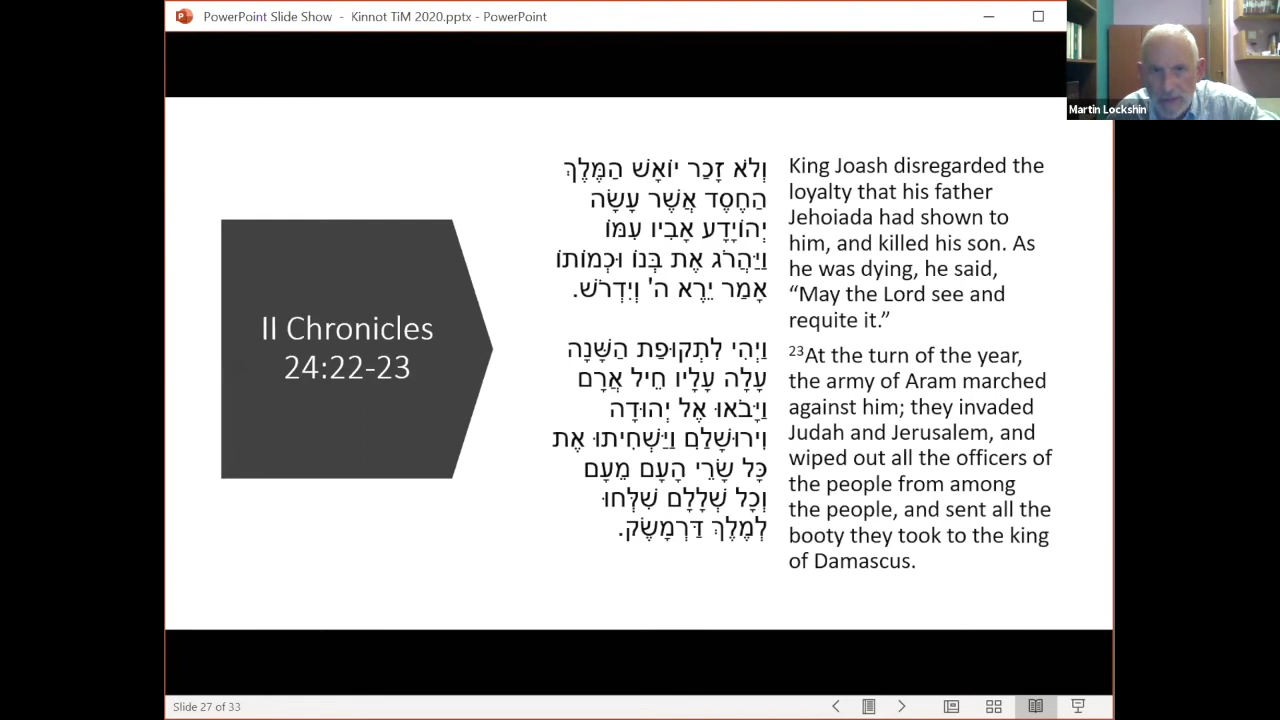 PowerPoint Slide Show - Kinnot TiM 2020.pptx - PowerPoint
Martin Lockshin
II Chronicles
24:22-23
וְלֹא זָכַר יוֹאָשׁ הַמֶּלֶךְ
הַחֶסֶד אֲשֶׁר עָשָׂה
יְהוֹיָדָע אָבִיו עִמּוֹ
וַיַּהֲרֹג אֶת בְּנוֹ וּכְמוֹתוֹ
אָמַר יֵרֶא ה' וְיִדְרֹשׁ.
וַיְהִי לִתְקוּפַת הַשָּׁנָה
עָלָה עָלָיו חֵיל אֲרָם
וַיָּבֹאוּ אֶל יְהוּדָה
וִירוּשָׁלִַם וַיַּשְׁחִיתוּ אֶת
כָּל שָׂרֵי הָעָם מֵעָם
וְכָל שְׁלָלָם שִׁלְּחוּ
לְמֶלֶךְ דַּרְמָשֶׂק.
King Joash disregarded the
loyalty that his father
Jehoiada had shown to
him, and killed his son. As
he was dying, he said,
“May the Lord see and
requite it.”
23At the turn of the year,
the army of Aram marched
against him; they invaded
Judah and Jerusalem, and
wiped out all the officers of
the people from among
the people, and sent all the
booty they took to the king
of Damascus.
Slide 27 of 33